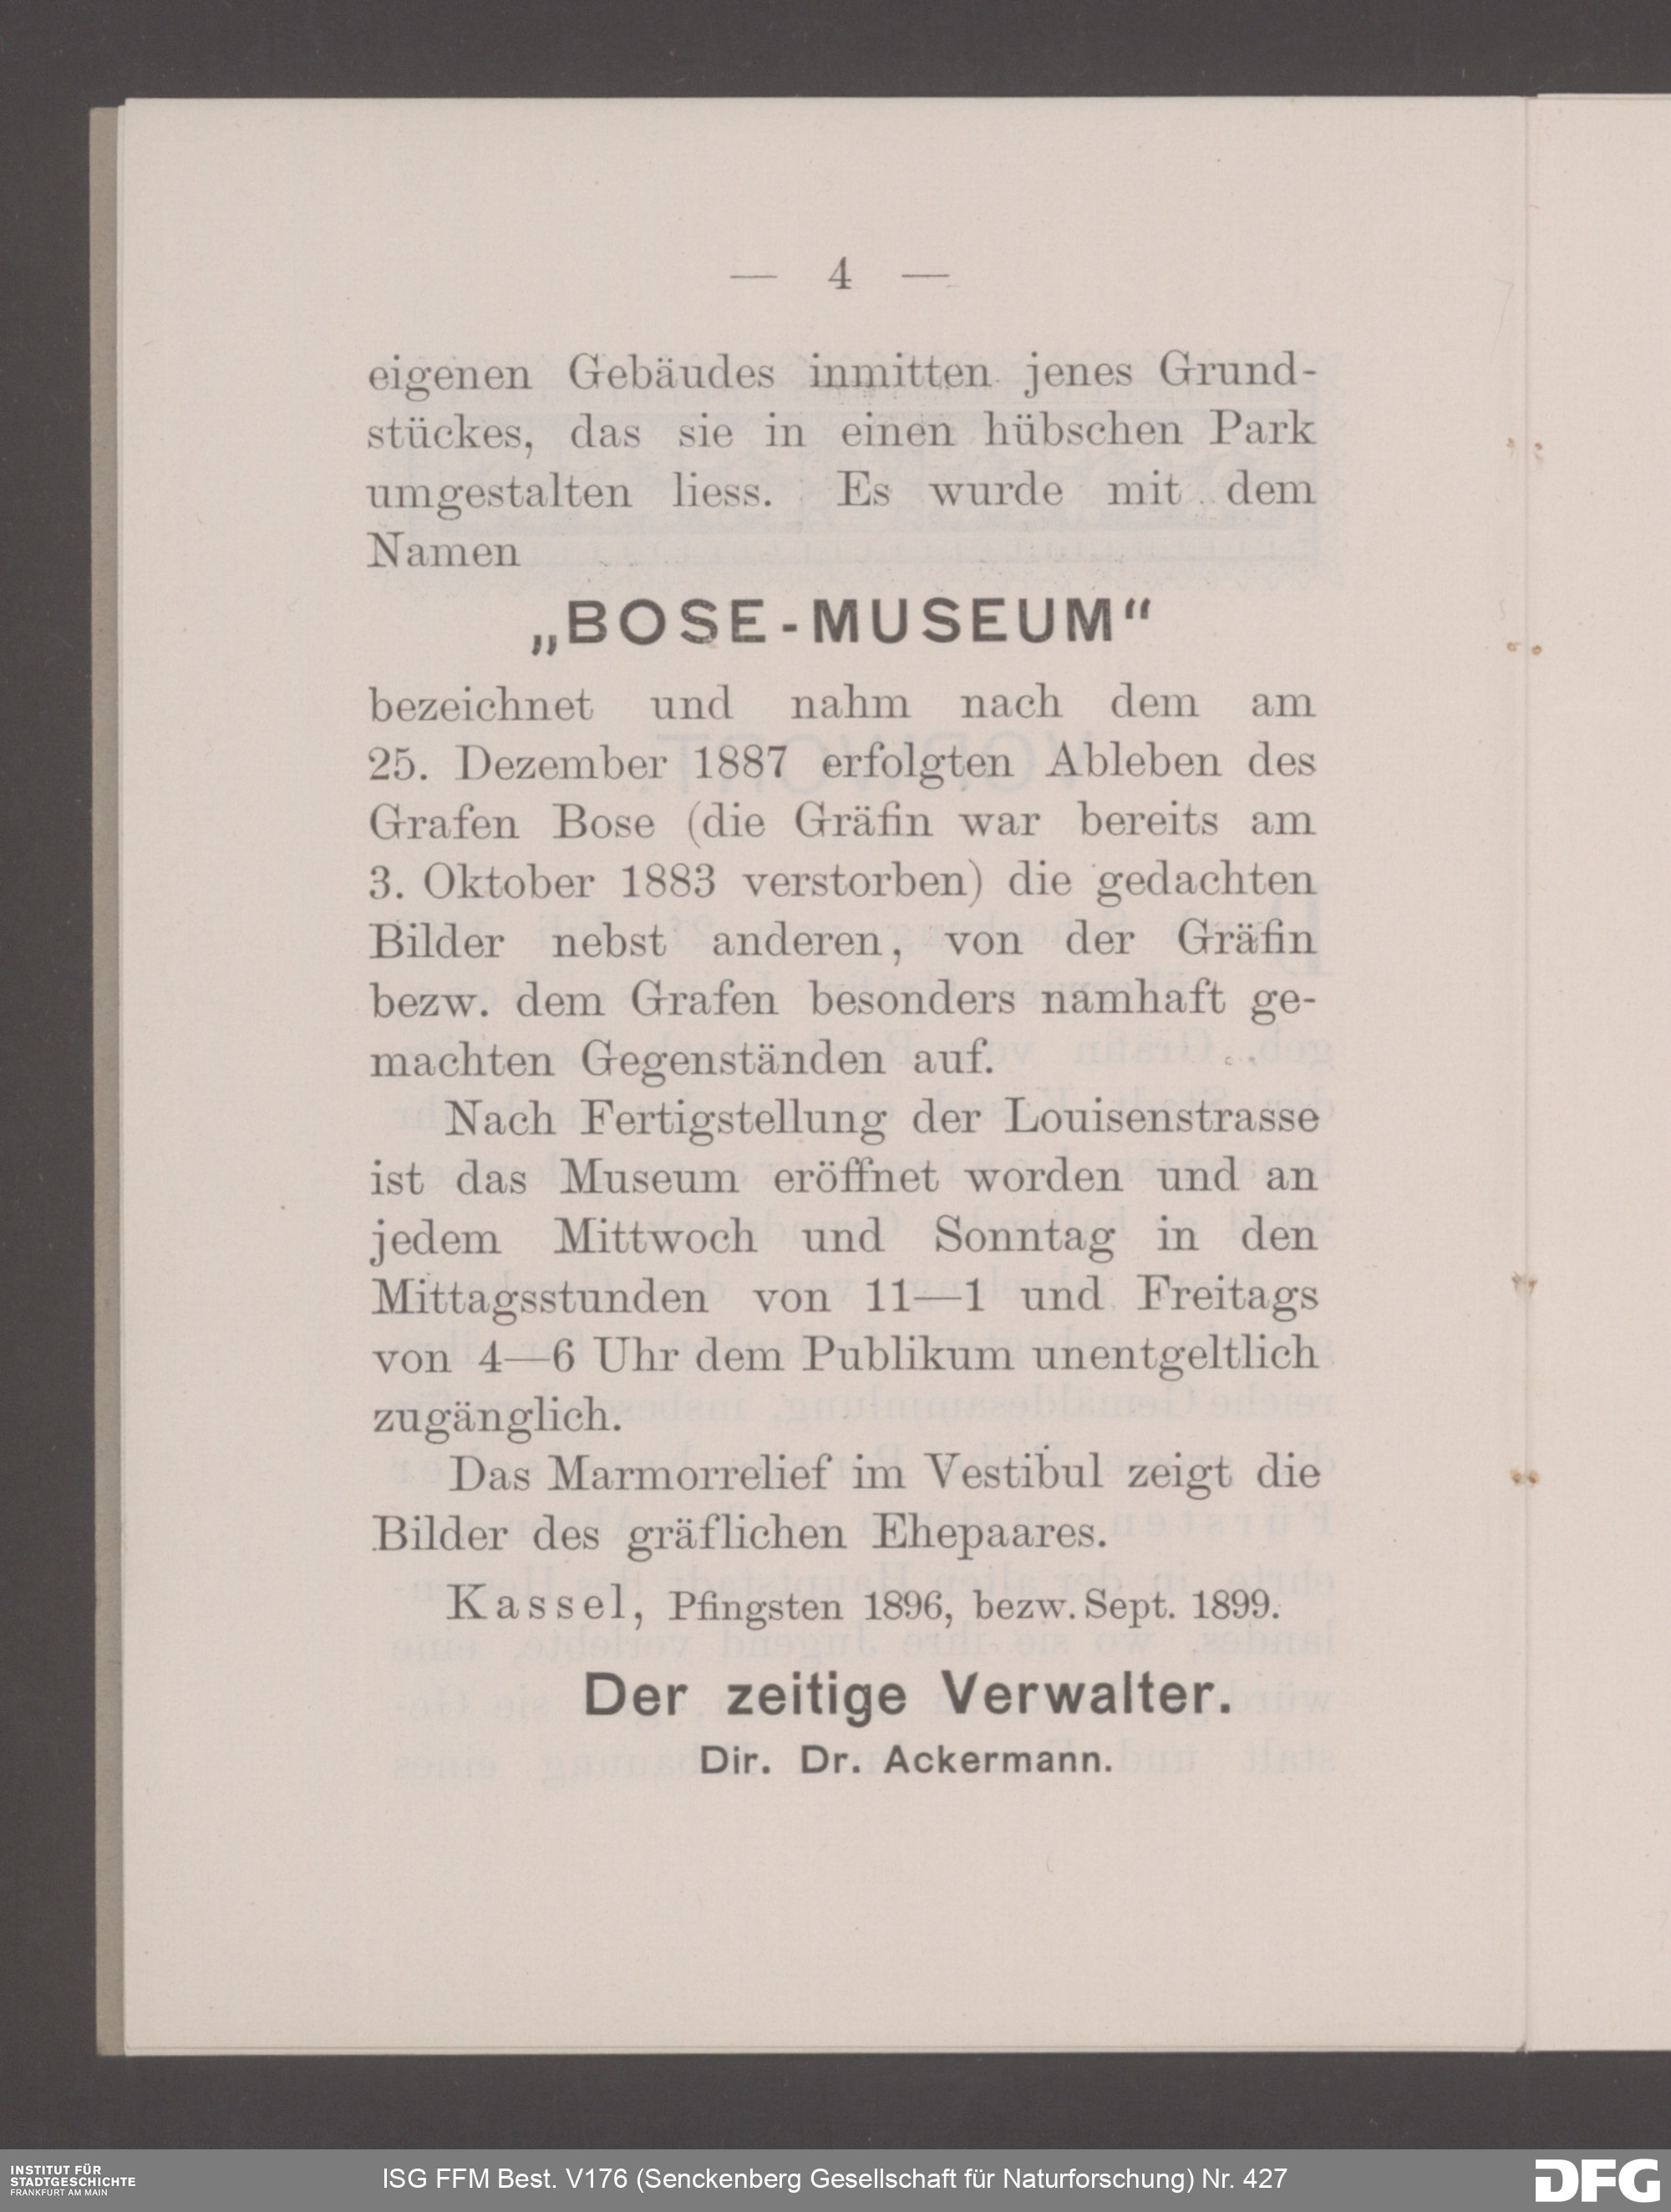 — 4 —
eigenen Gebäudes inmitten jenes Grund-
stückes, das sie in einen hübschen Park
umgestalten liess. Es wurde mit dem
Namen
„BOSE-MUSEUM“
bezeichnet und nahm nach dem am
25. Dezember 1887 erfolgten Ableben des
Grafen Bose (die Gräfin war bereits am
3. Oktober 1883 verstorben) die gedachten
Bilder nebst anderen, von der Gräfin
bezw. dem Grafen besonders namhaft ge-
machten Gegenständen auf.
Nach Fertigstellung der Louisenstrasse
ist das Museum eröffnet worden und an
jedem Mittwoch und Sonntag in den
Mittagsstunden von 11—1 und Freitags
von 4—6 Uhr dem Publikum unentgeltlich
zugänglich.
Das Marmorrelief im Vestibul zeigt die
Bilder des gräflichen Ehepaares.
Kassel, Pfingsten 1896, bezw. Sept. 1899.
Der zeitige Verwalter.
Dir. Dr. Ackermann.
INSTITUT FÜR
STADTGESCHICHTE
FRANKFURT AM MAIN
ISG FFM Best. V176 (Senckenberg Gesellschaft für Naturforschung) Nr. 427
DFG